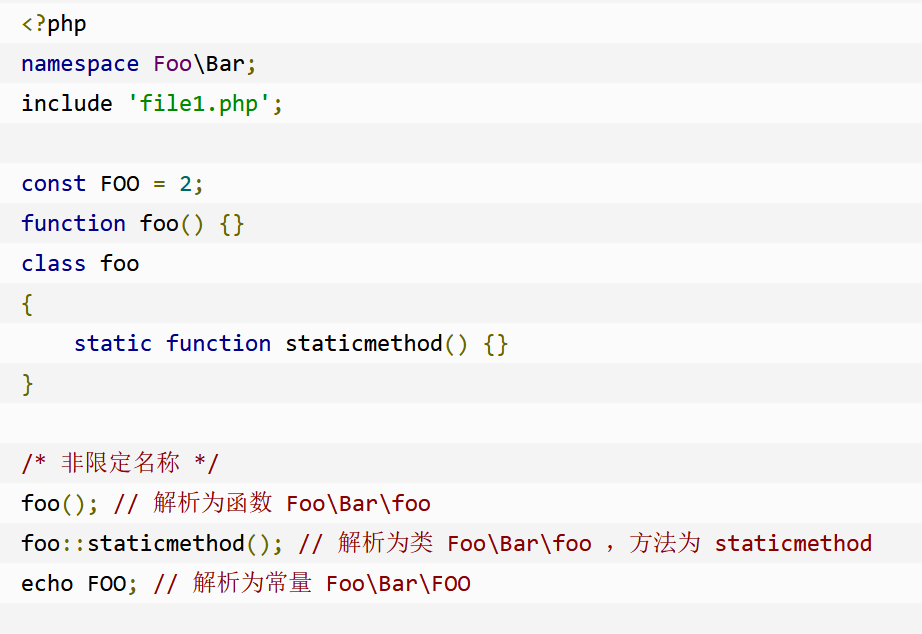 <?php
namespace Foo\Bar;
include 'file1.php';
const FOO = 2;
function foo() {}
class foo
{
    static function staticmethod() {}
}
/* 非限定名称 */
foo(); // 解析为函数 Foo\Bar\foo
foo::staticmethod(); // 解析为类 Foo\Bar\foo ，方法为 staticmethod
echo FOO; // 解析为常量 Foo\Bar\FOO